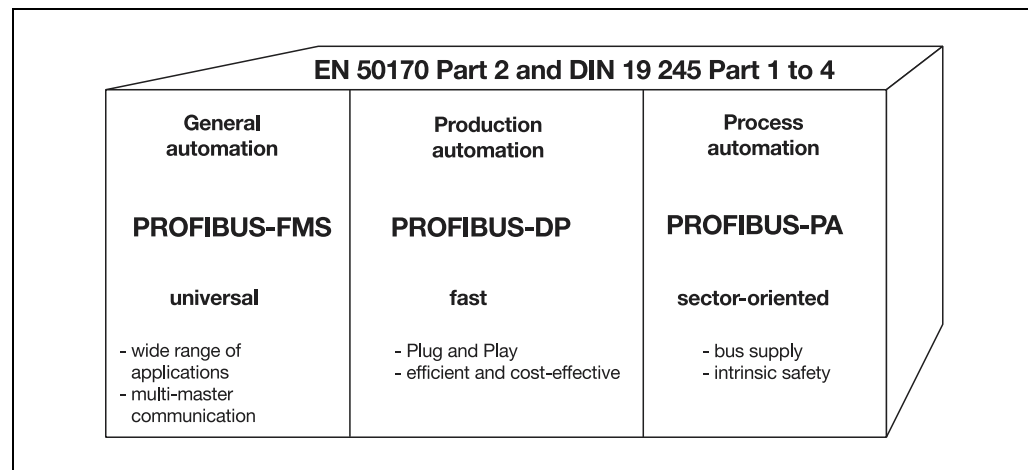 EN 50170 Part 2 and DIN 19 245 Part 1 to 4
General
automation
PROFIBUS-FMS
universal
- wide range of
applications
- multi-master
communication
Production
automation
PROFIBUS-DP
fast
- Plug and Play
- efficient and cost-effective
Process
automation
PROFIBUS-PA
sector-oriented
- bus supply
- intrinsic safety